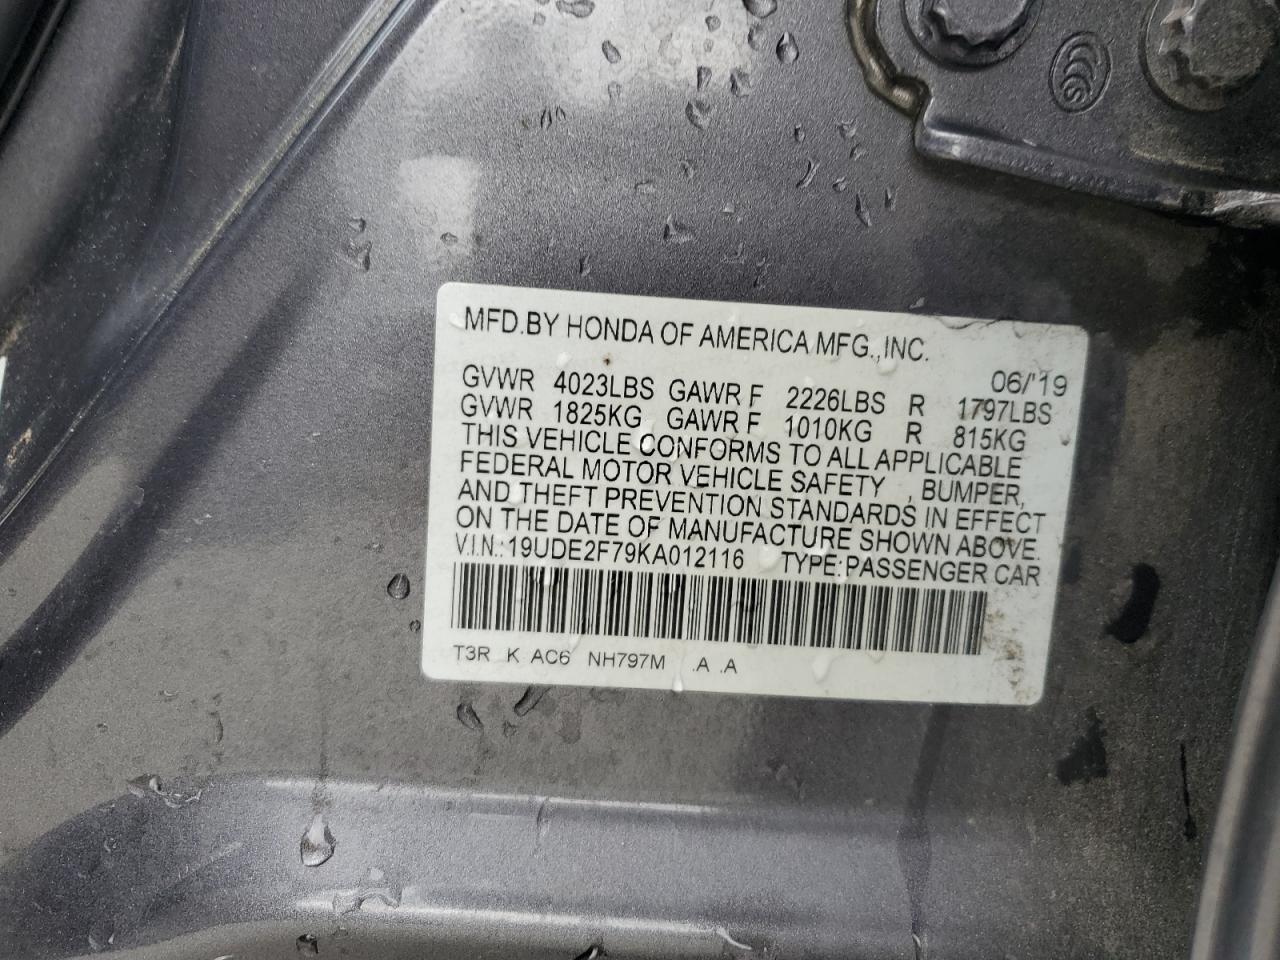 MFD.BY HONDA OF AMERICA MFG.,INC.
06/'19
GVWR 4023LBS GAWR F 2226LBS R 1797LBS
GVWR 1825KG GAWR F 1010KG R 815KG
THIS VEHICLE CONFORMS TO ALL APPLICABLE
FEDERAL MOTOR VEHICLE SAFETY , BUMPER,
AND THEFT PREVENTION STANDARDS IN EFFECT
ON THE DATE OF MANUFACTURE SHOWN ABOVE.
V.I.N.:19UDE2F79KA012116 TYPE:PASSENGER CAR
T3R K AC6 NH797M .A .A